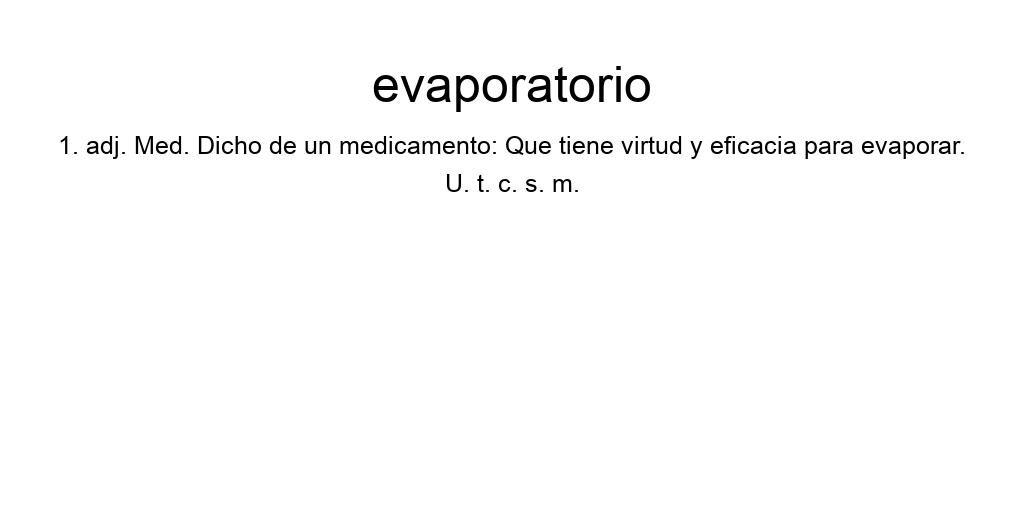 evaporatorio
1. adj. Med. Dicho de un medicamento: Que tiene virtud y eficacia para evaporar.
U. t. c. s. m.